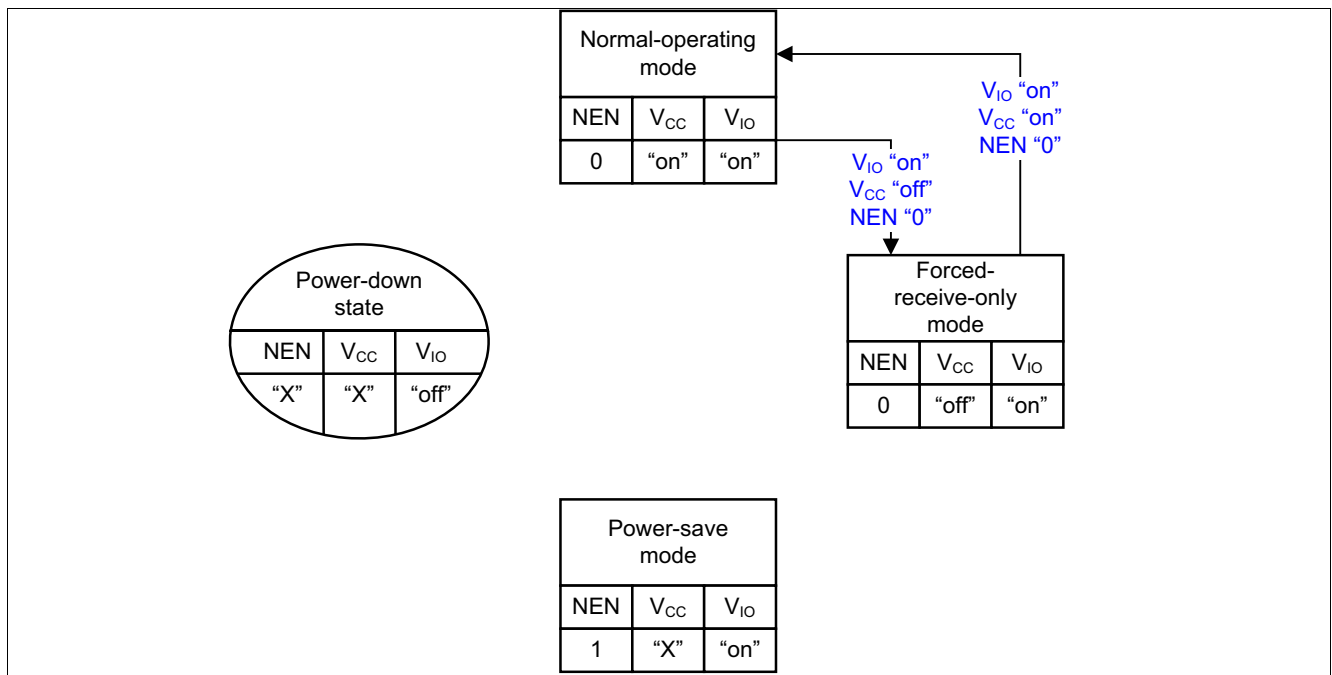 Normal-operating
mode
NEN VCC VIO
0 “on” “on”
VIO “on”
VCC “on”
NEN “0”
VIO “on”
VCC “off”
NEN “0”
Power-down
state
NEN VCC VIO
“X” “X” “off”
Forced-
receive-only
mode
NEN VCC VIO
0 “off” “on”
Power-save
mode
NEN VCC VIO
1 “X” “on”